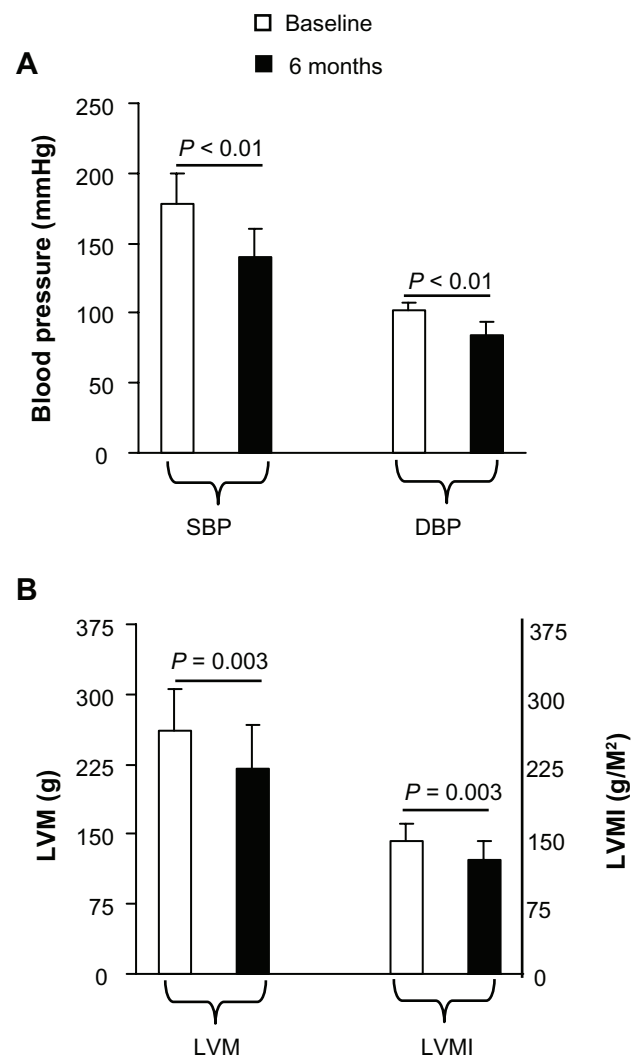 Baseline
6 months
A
Blood pressure (mmHg)
250
200
150
100
50
0
P < 0.01
P < 0.01
SBP
DBP
B
LVM (g)
375
300
225
150
75
0
P = 0.003
P = 0.003
375
300
225
150
75
0
LVMI (g/M²)
LVM
LVMI